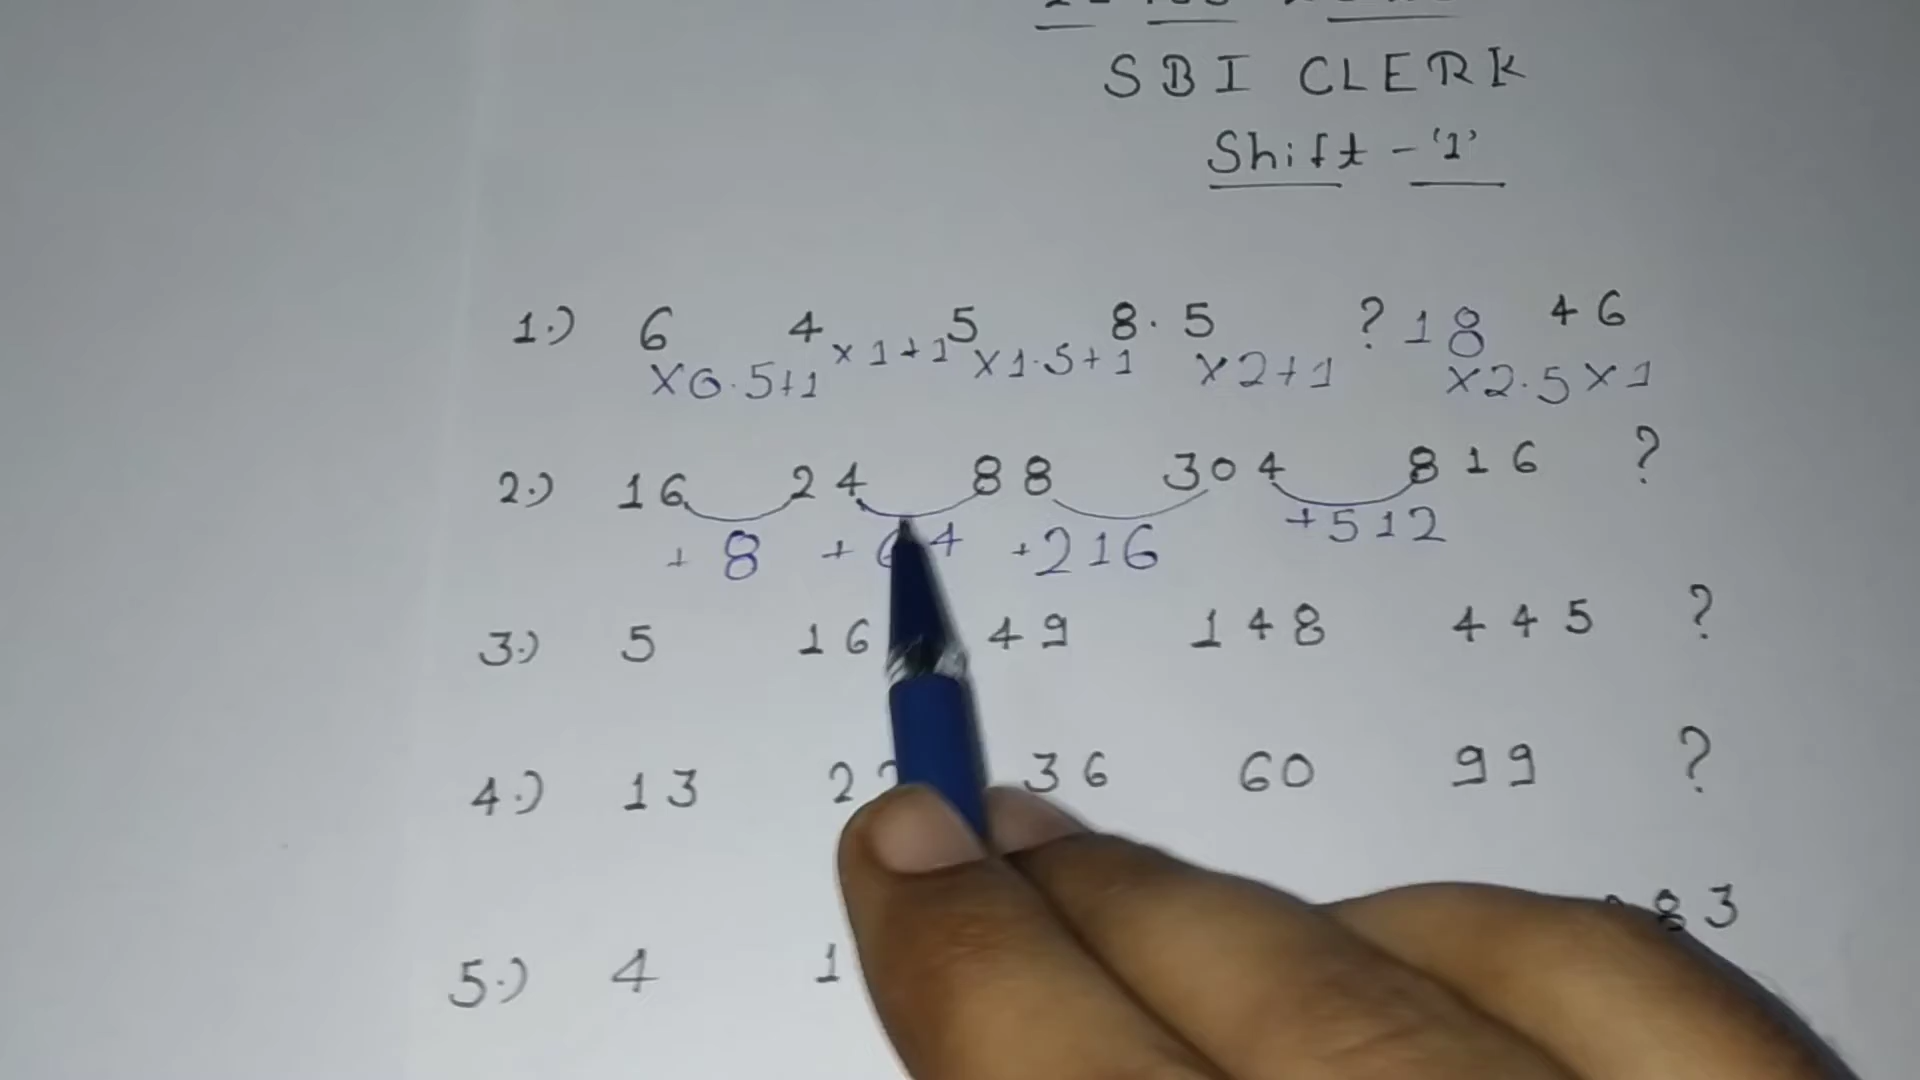 SBI CLERK
Shift - '1'
1.) 6 4 5 8.5 ? 18 46
×0.5+1 ×1+1 ×1.5+1 ×2+1 ×2.5×1
2.) 16 24 88 304 816 ?
+8 + 4 +216 +512
3.) 5 16 49 148 445 ?
4.) 13 36 60 99 ?
5.) 4 1 83